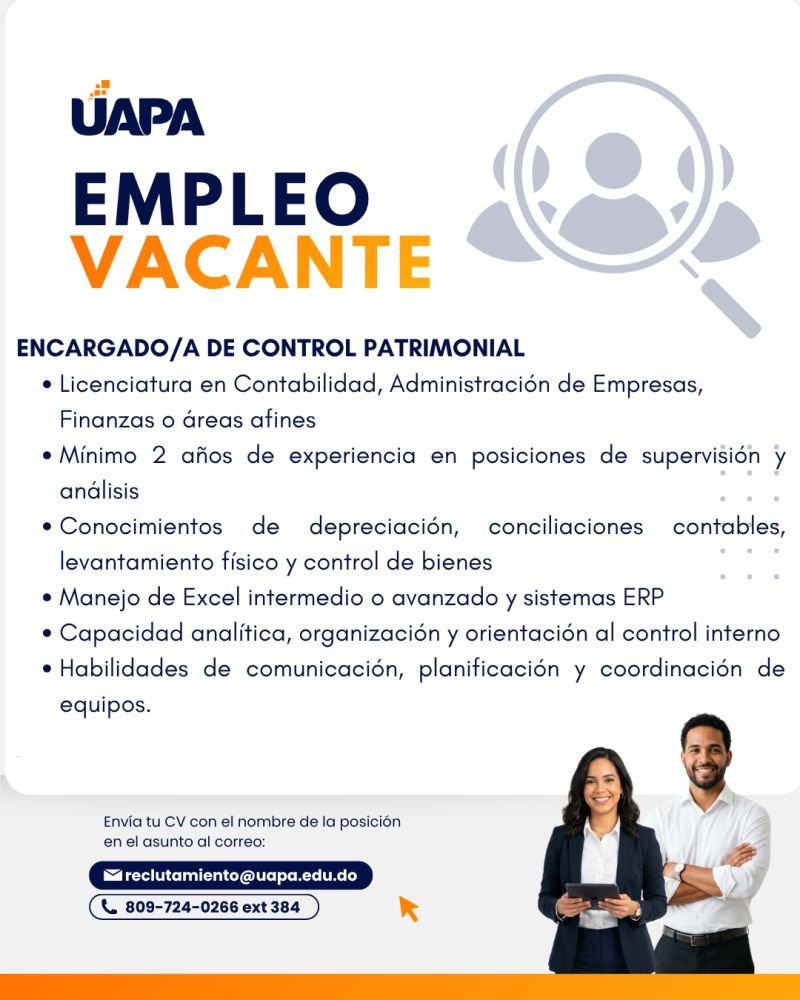 UAPA
EMPLEO
VACANTE
ENCARGADO/A DE CONTROL PATRIMONIAL
• Licenciatura en Contabilidad, Administración de Empresas,
Finanzas o áreas afines
• Mínimo 2 años de experiencia en posiciones de supervisión y
análisis
• Conocimientos de depreciación, conciliaciones contables,
levantamiento físico y control de bienes
• Manejo de Excel intermedio o avanzado y sistemas ERP
• Capacidad analítica, organización y orientación al control interno
• Habilidades de comunicación, planificación y coordinación de
equipos.
Envía tu CV con el nombre de la posición
en el asunto al correo:
reclutamiento@uapa.edu.do
809-724-0266 ext 384